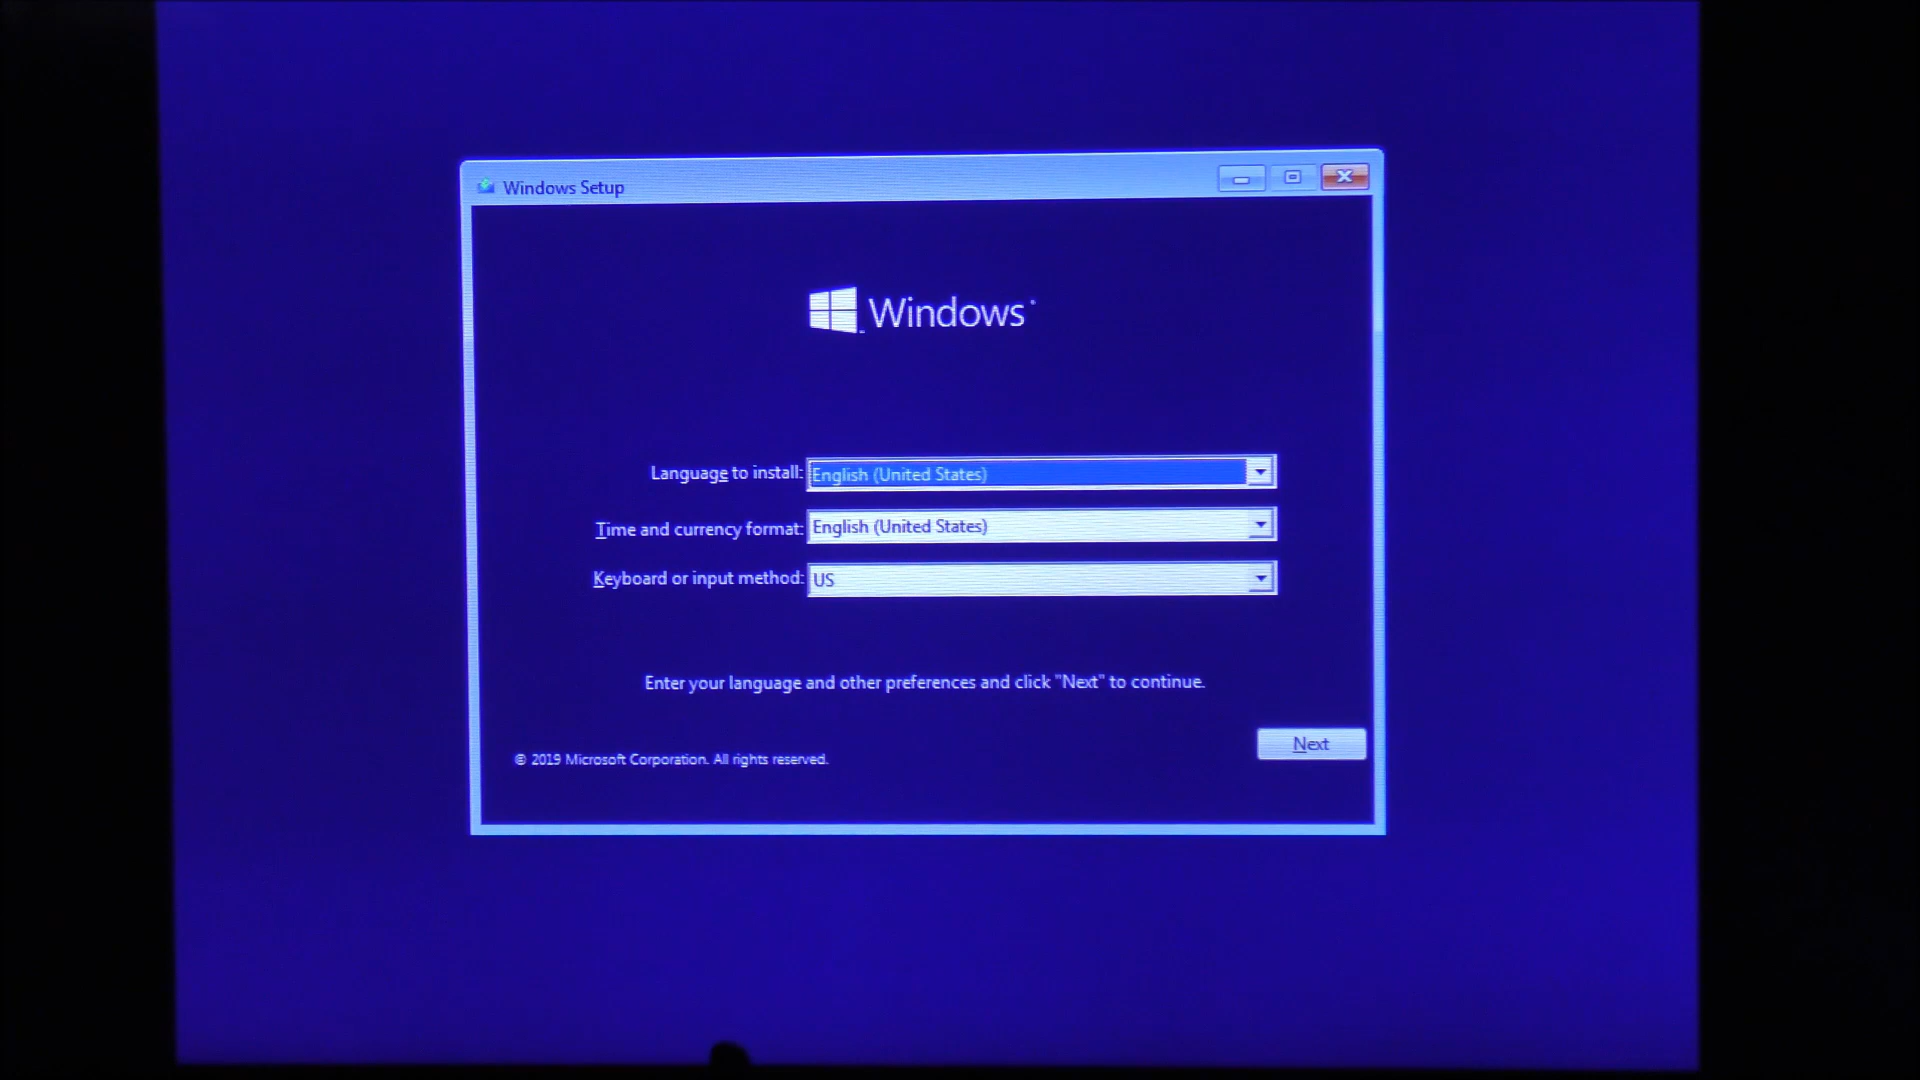 Windows Setup
Windows
Language to install: English (United States)
Time and currency format: English (United States)
Keyboard or input method: US
Enter your language and other preferences and click "Next" to continue.
Next
© 2019 Microsoft Corporation. All rights reserved.